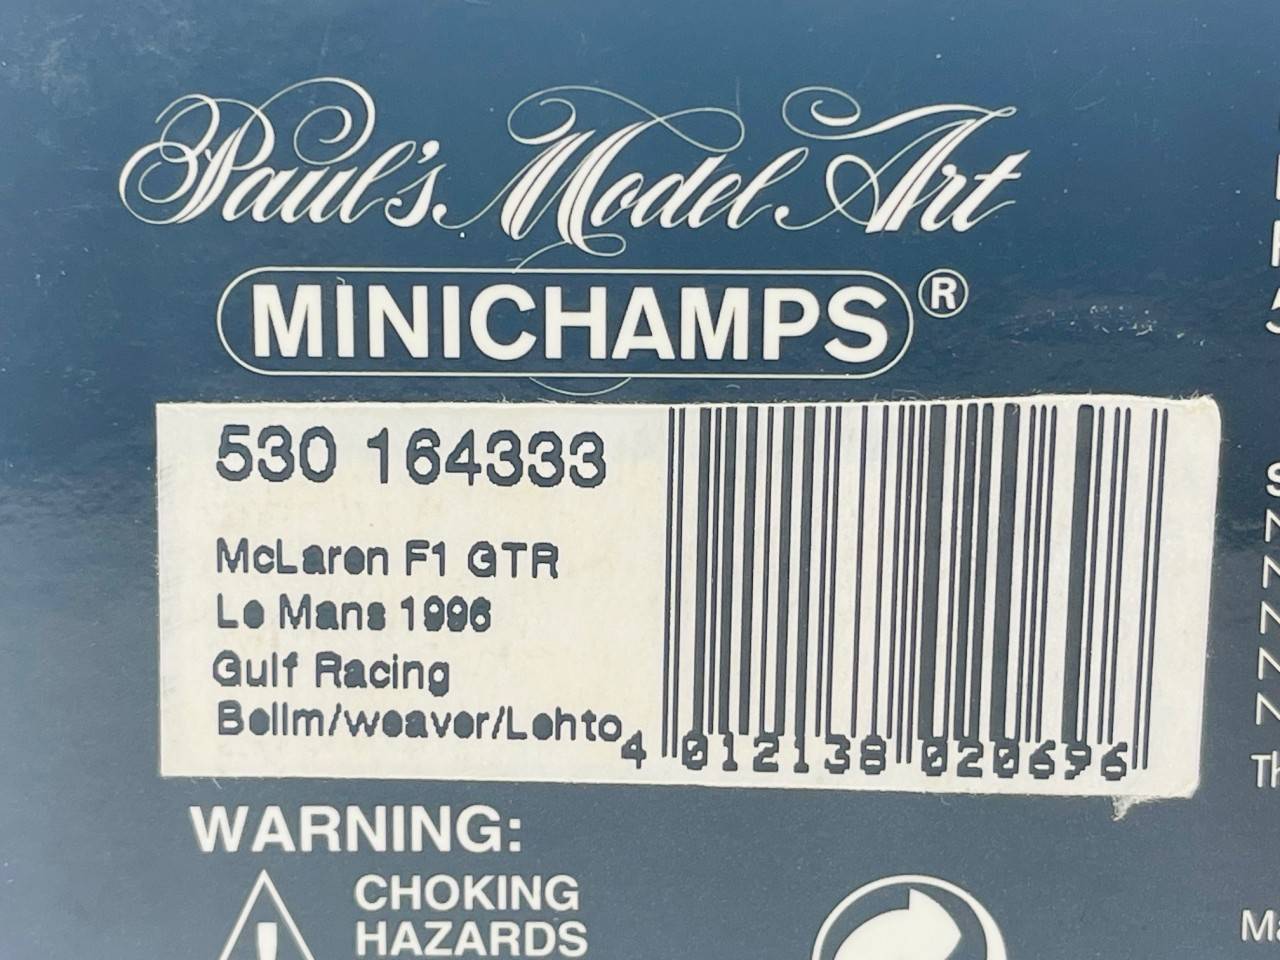 Paul's Model Art
MINICHAMPS®
530 164333
McLaren F1 GTR
Le Mans 1996
Gulf Racing
Bellm/weaver/Lehto
4 012138 020696
WARNING:
CHOKING
HAZARDS